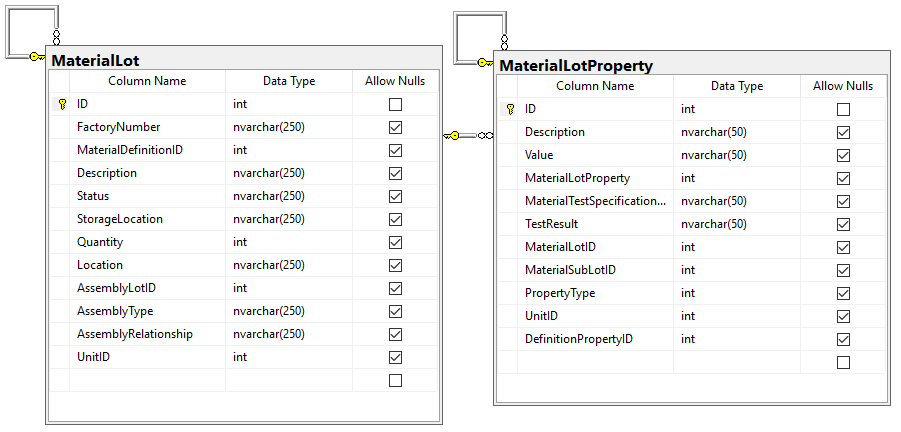 MaterialLot
Column Name Data Type Allow Nulls
ID int
FactoryNumber nvarchar(250)
MaterialDefinitionID int
Description nvarchar(250)
Status nvarchar(250)
StorageLocation nvarchar(250)
Quantity int
Location nvarchar(250)
AssemblyLotID int
AssemblyType nvarchar(250)
AssemblyRelationship nvarchar(250)
UnitID int
MaterialLotProperty
Column Name Data Type Allow Nulls
ID int
Description nvarchar(50)
Value nvarchar(50)
MaterialLotProperty int
MaterialTestSpecification... nvarchar(50)
TestResult nvarchar(50)
MaterialLotID int
MaterialSubLotID int
PropertyType int
UnitID int
DefinitionPropertyID int